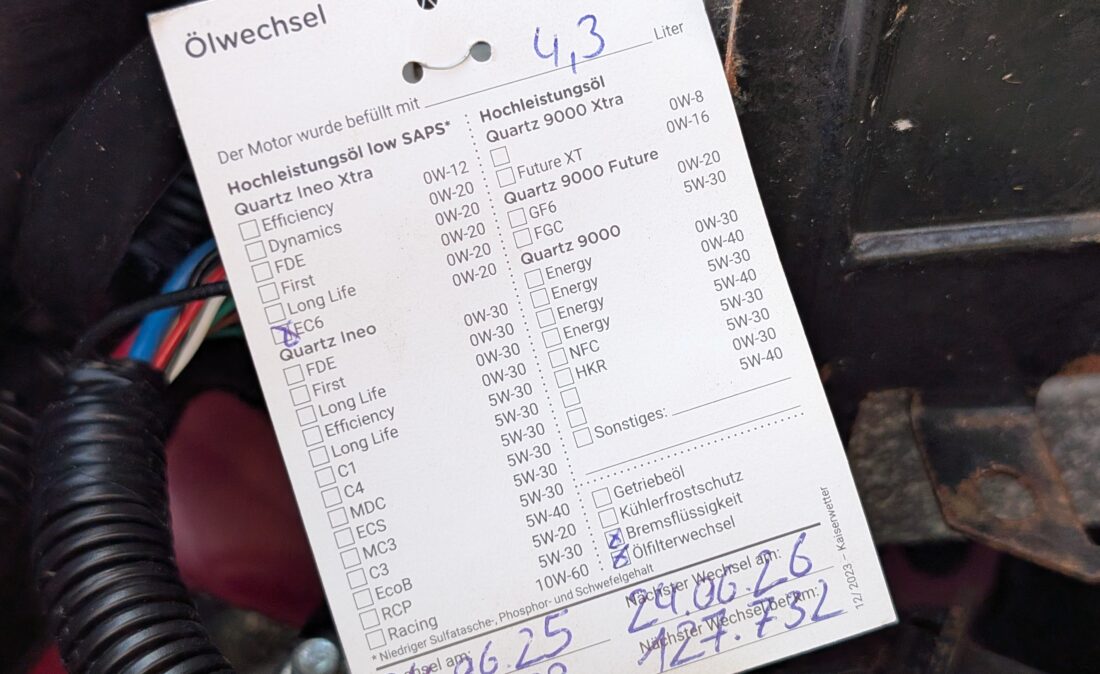 Ölwechsel
Der Motor wurde befüllt mit 4,3 Liter
Hochleistungsöl low SAPS*
Quartz Ineo Xtra
Efficiency 0W-12
Dynamics 0W-20
FDE 0W-20
First 0W-20
Long Life 0W-20
EC6 0W-20
Quartz Ineo
FDE 0W-30
First 0W-30
Long Life 0W-30
Efficiency 0W-30
Long Life 5W-30
C1 5W-30
C4 5W-30
MDC 5W-30
ECS 5W-30
MC3 5W-30
C3 5W-40
EcoB 5W-20
RCP 5W-30
Racing 10W-60
* Niedriger Sulfatasche-, Phosphor- und Schwefelgehalt
Hochleistungsöl
Quartz 9000 Xtra
0W-8
Future XT 0W-16
Quartz 9000 Future
GF6 0W-20
FGC 5W-30
Quartz 9000
Energy 0W-30
Energy 0W-40
Energy 5W-30
Energy 5W-40
NFC 5W-30
HKR 5W-30
0W-30
5W-40
Sonstiges:
Getriebeöl
Kühlerfrostschutz
Bremsflüssigkeit
Ölfilterwechsel
Nächster Wechsel am:
24.06.26
Nächster Wechsel bei km:
127.732
06.25
12/2023 – Kaiserwetter